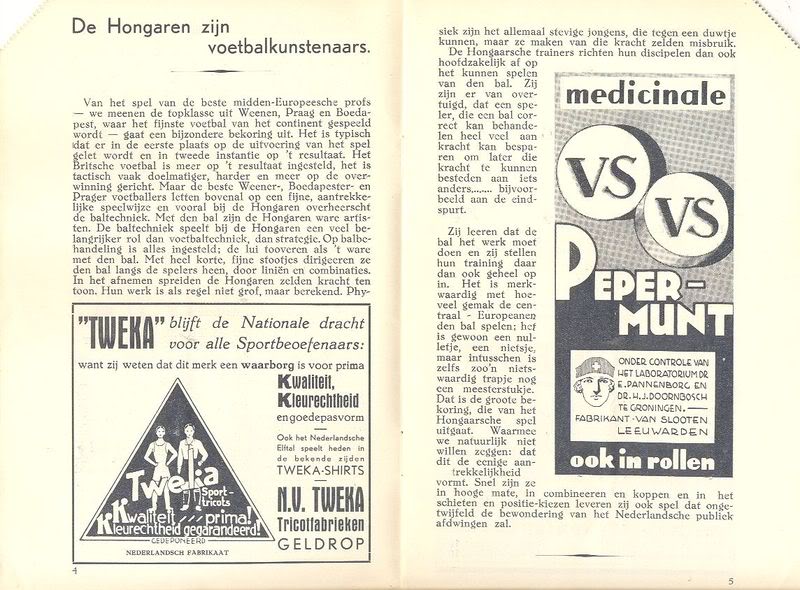 De Hongaren zijn
voetbalkunstenaars.
Van het spel van de beste midden-Europeesche profs
— we meenen de topklasse uit Weenen, Praag en Boeda-
pest, waar het fijnste voetbal van het continent gespeeld
wordt — gaat een bijzondere bekoring uit. Het is typisch
dat er in de eerste plaats op de uitvoering van het spel
gelet wordt en in tweede instantie op 't resultaat. Het
Britsche voetbal is meer op 't resultaat ingesteld, het is
tactisch vaak doelmatiger, harder en meer op de over-
winning gericht. Maar de beste Weener-, Boedapester- en
Prager voetballers letten bovenal op een fijne, aantrekke-
lijke speelwijze en vooral bij de Hongaren overheerscht
de baltechniek. Met den bal zijn de Hongaren ware artis-
ten. De baltechniek speelt bij de Hongaren een veel be-
langrijker rol dan voetbaltechniek, dan strategie. Op balbe-
handeling is alles ingesteld; de lui tooveren als 't ware
met den bal. Met heel korte, fijne stootjes dirigeeren ze
den bal langs de spelers heen, door liniën en combinaties.
In het afnemen spreiden de Hongaren zelden kracht ten
toon. Hun werk is als regel niet grof, maar berekend. Phy-
"TWEKA" blijft de Nationale dracht
voor alle Sportbeoefenaars:
want zij weten dat dit merk een waarborg is voor prima
Kwaliteit,
Kleurechtheid
en goede pasvorm
Ook het Nederlandsche
Elftal speelt heden in
de bekende zijden
TWEKA-SHIRTS
N.V. TWEKA
Tricotfabrieken
GELDROP
Tweka
Sport-
tricots
Kwaliteit prima!
Kleurechtheid gegarandeerd!
GEDEPONEERD
NEDERLANDSCH FABRIKAAT
4
siek zijn het allemaal stevige jongens, die tegen een duwtje
kunnen, maar ze maken van die kracht zelden misbruik.
De Hongaarsche trainers richten hun discipelen dan ook
hoofdzakelijk af op
het kunnen spelen
van den bal. Zij
zijn er van over-
tuigd, dat een spe-
ler, die een bal cor-
rect kan behande-
len heel veel aan
kracht kan bespa-
ren om later die
kracht te kunnen
besteden aan iets
anders........ bijvoor-
beeld aan de eind-
spurt.
Zij leeren dat de
bal het werk moet
doen en zij stellen
hun training daar
dan ook geheel op
in. Het is merk-
waardig met hoe-
veel gemak de cen-
traal - Europeanen
den bal spelen; het
is gewoon een nul-
letje, een nietsje,
maar intusschen is
zelfs zoo'n niets-
waardig trapje nog
een meesterstukje.
Dat is de groote be-
koring, die van het
Hongaarsche spel
uitgaat. Waarmee
we natuurlijk niet
willen zeggen: dat
dit de eenige aan-
trekkelijkheid
vormt. Snel zijn ze
in hooge mate, in combineeren en koppen en in het
schieten en positie-kiezen leveren zij ook spel dat onge-
twijfeld de bewondering van het Nederlandsche publiek
afdwingen zal.
medicinale
VS
VS
PEPER-
MUNT
ONDER CONTROLE VAN
HET LABORATORIUM DR.
E. PANNENBORG EN
DR. H.J. DOORNBOSCH
TE GRONINGEN.—
FABRIKANT-VAN SLOOTEN
LEEUWARDEN
ook in rollen
5